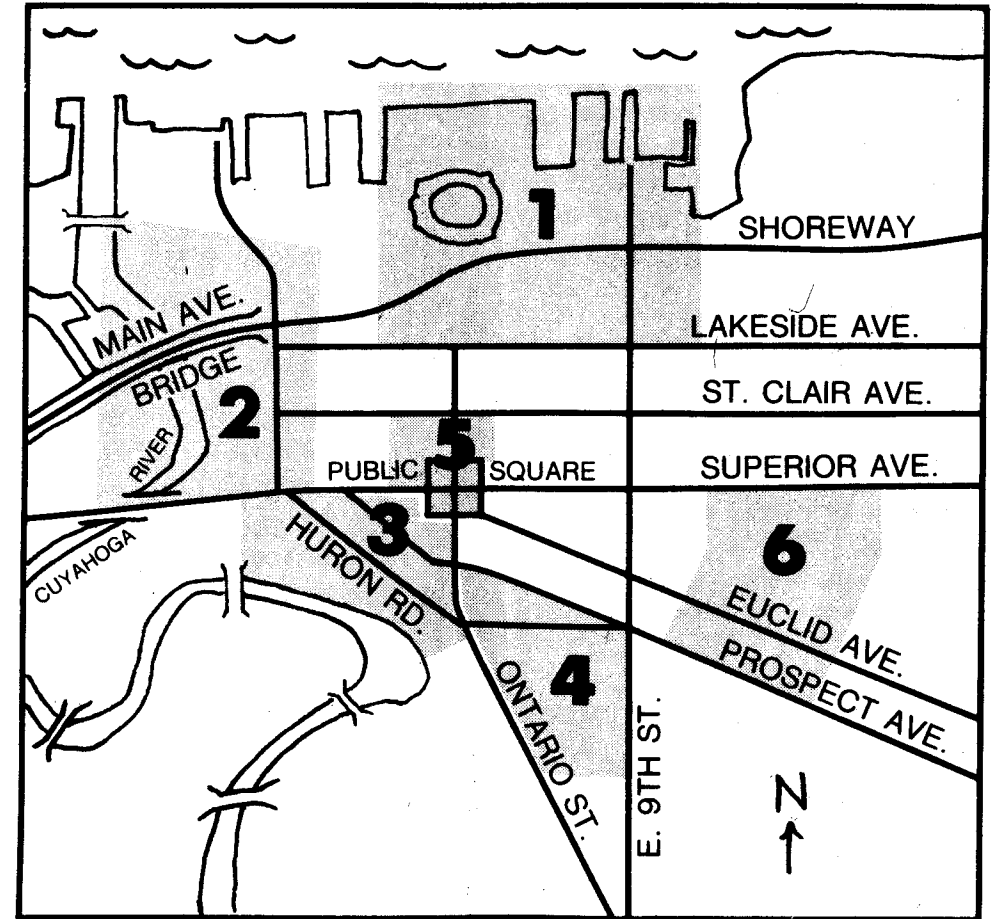 1
SHOREWAY
MAIN AVE.
LAKESIDE AVE.
BRIDGE
2
ST. CLAIR AVE.
5
RIVER
PUBLIC SQUARE
SUPERIOR AVE.
3
HURON RD.
6
CUYAHOGA
EUCLID AVE.
PROSPECT AVE.
4
ONTARIO ST.
E. 9TH ST.
N